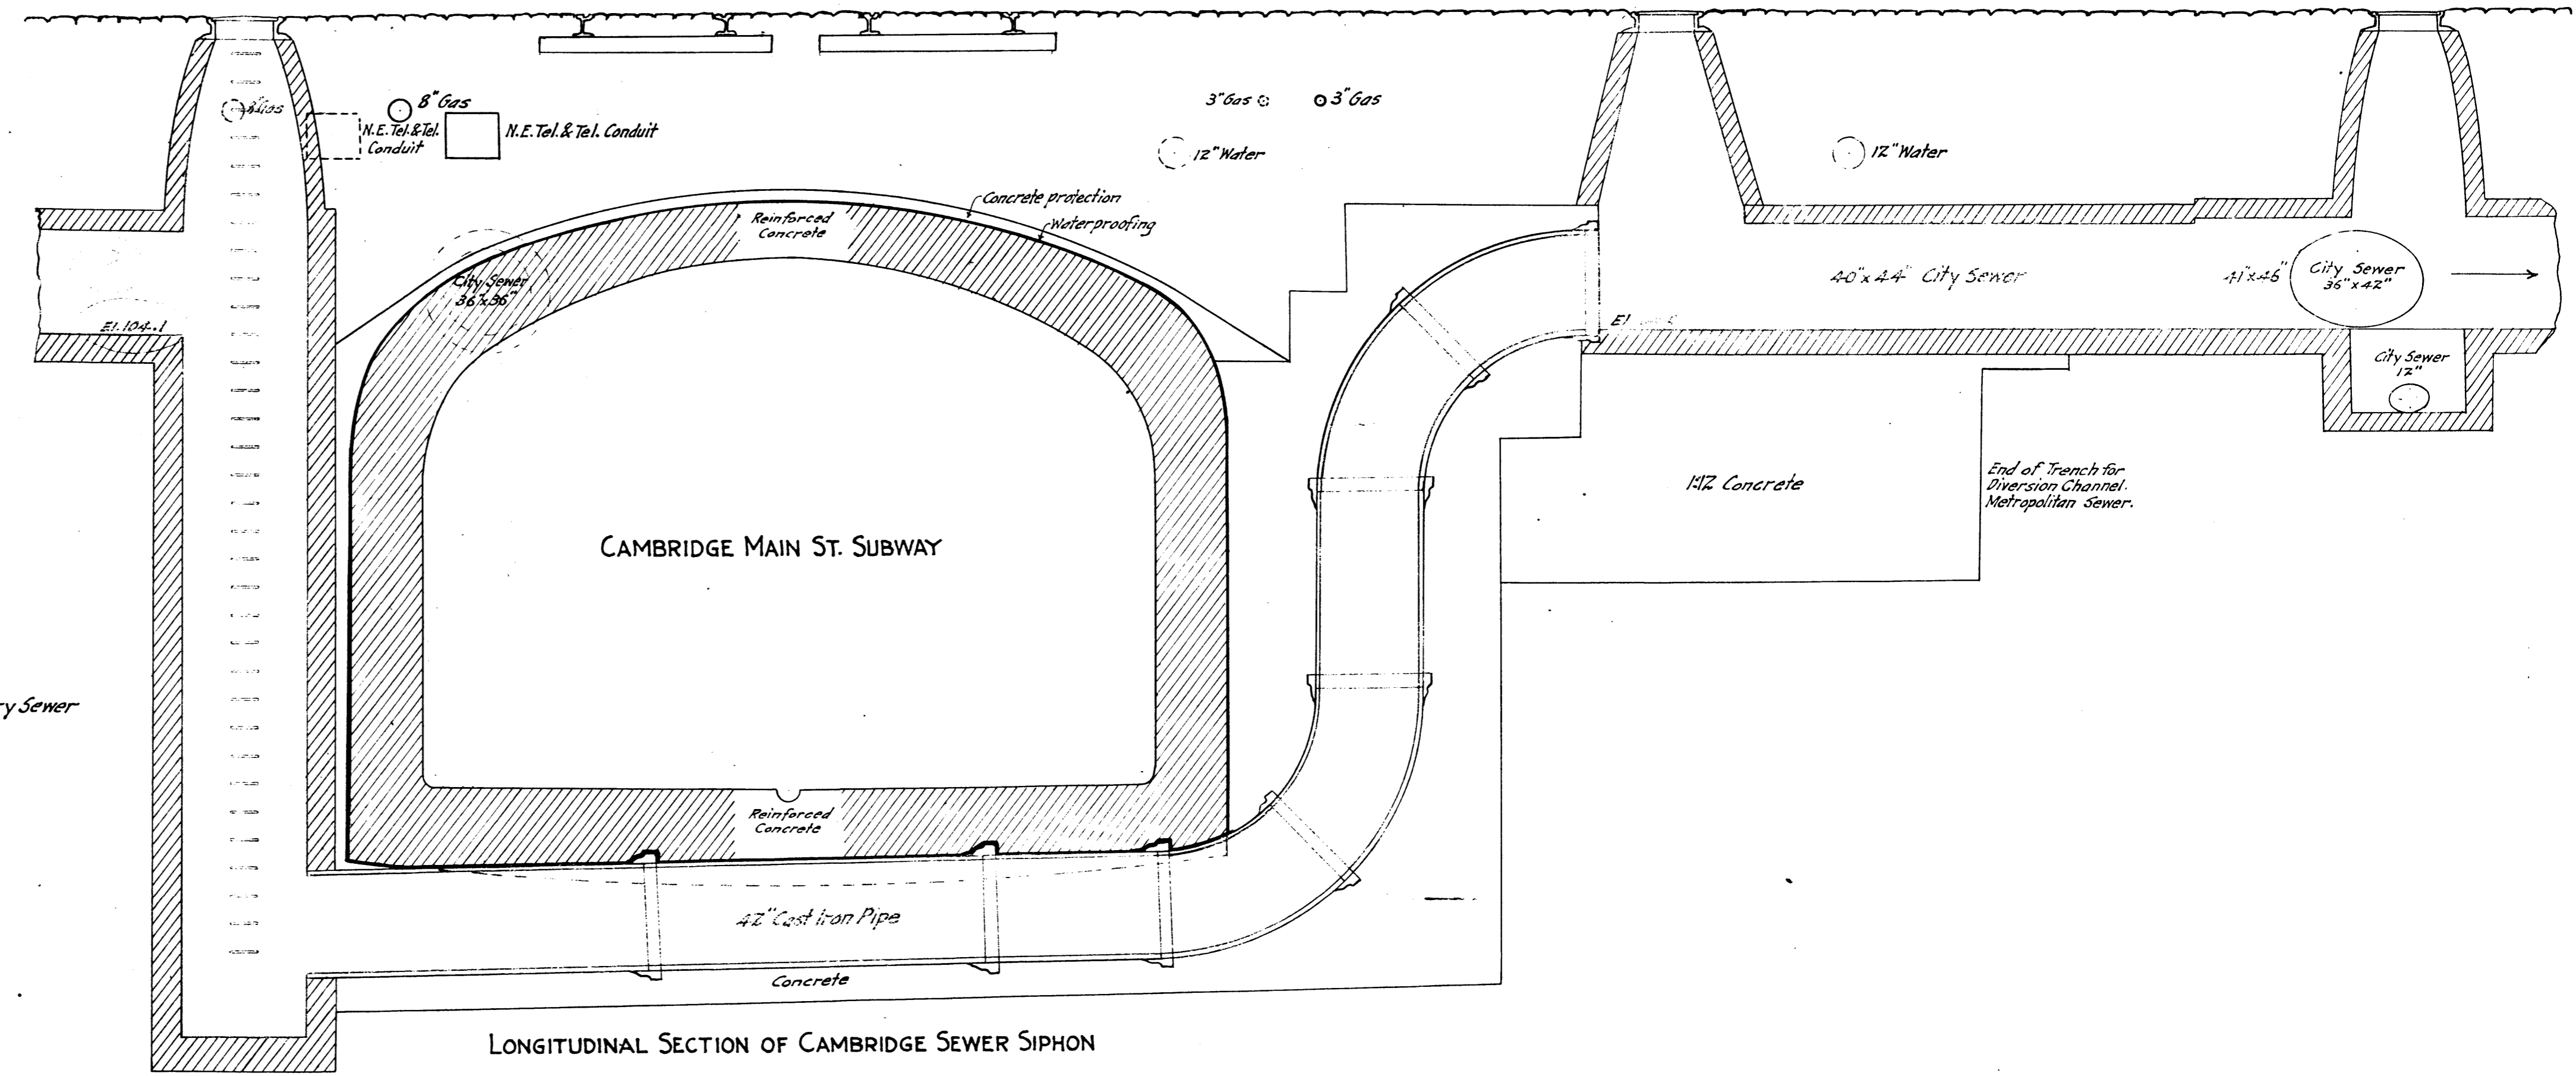 8" Gas
8" Gas
N.E. Tel. & Tel.
Conduit
N.E. Tel. & Tel. Conduit
3" Gas
3" Gas
12" Water
12" Water
Concrete protection
Waterproofing
Reinforced
Concrete
City Sewer
36"x36"
El. 104.1
El.
40"x44" City Sewer
41"x46"
City Sewer
36"x42"
City Sewer
12"
1:12 Concrete
End of Trench for
Diversion Channel.
Metropolitan Sewer.
CAMBRIDGE MAIN ST. SUBWAY
Sewer
Reinforced
Concrete
42" Cast Iron Pipe
Concrete
LONGITUDINAL SECTION OF CAMBRIDGE SEWER SIPHON